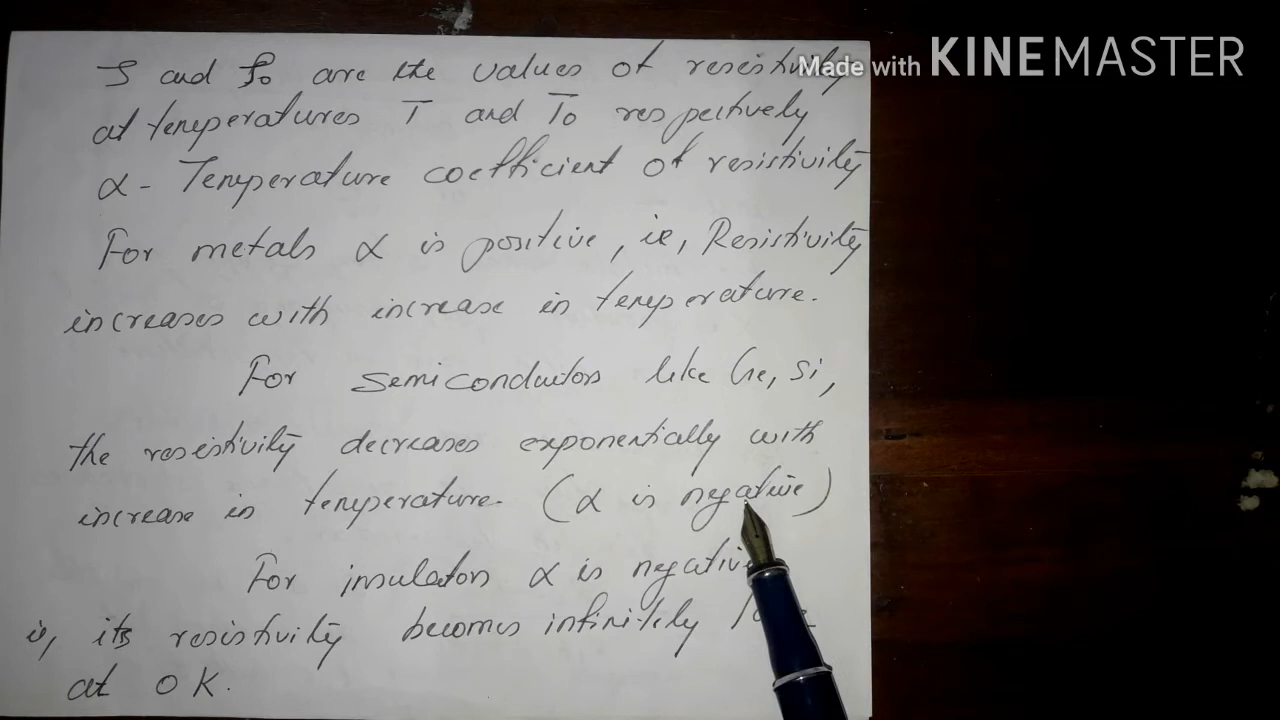 Made with KINEMASTER
ρ and ρ₀ are the values of resistivity
at temperatures T and T₀ respectively
α - Temperature coefficient of resistivity
For metals α is positive, ie, Resistivity
increases with increase in temperature.
For semiconductors like Ge, Si,
the resistivity decreases exponentially with
increase in temperature. (α is negative)
For insulators α is negative
ie, its resistivity becomes infinitely
at 0 K.